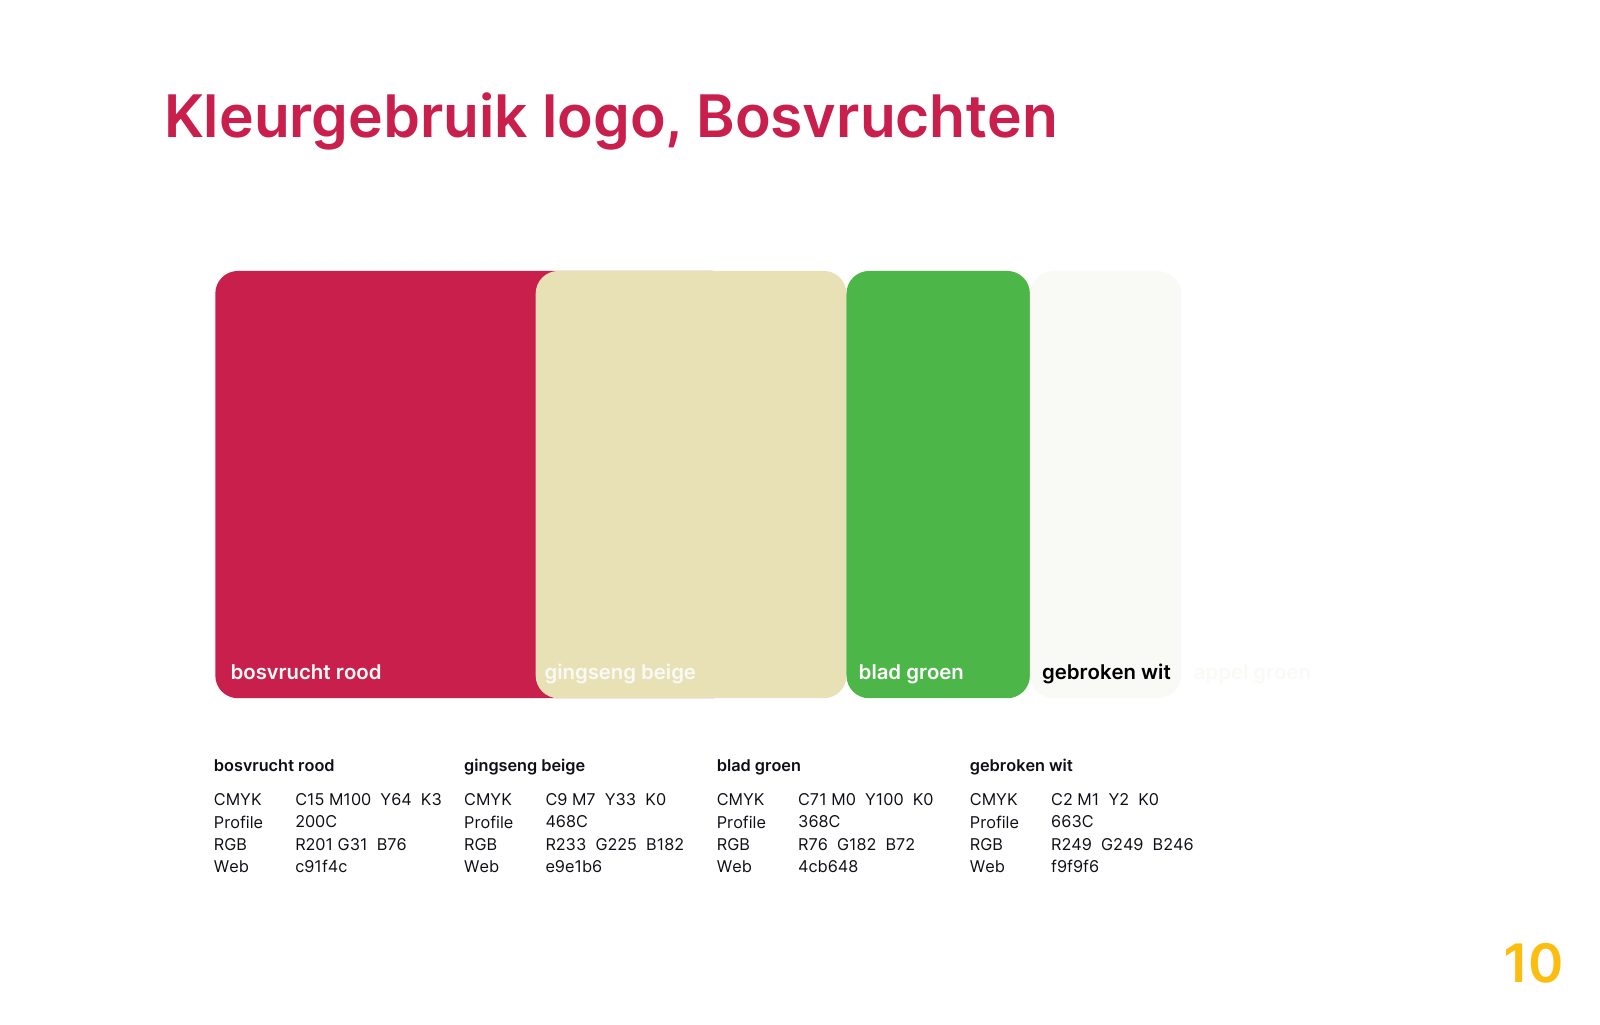 Kleurgebruik logo, Bosvruchten
bosvrucht rood gingseng beige blad groen gebroken wit appel groen
bosvrucht rood gingseng beige blad groen gebroken wit
CMYK C15 M100 Y64 K3 CMYK C9 M7 Y33 K0 CMYK C71 M0 Y100 K0 CMYK C2 M1 Y2 K0
Profile 200C Profile 468C Profile 368C Profile 663C
RGB R201 G31 B76 RGB R233 G225 B182 RGB R76 G182 B72 RGB R249 G249 B246
Web c91f4c Web e9e1b6 Web 4cb648 Web f9f9f6
10